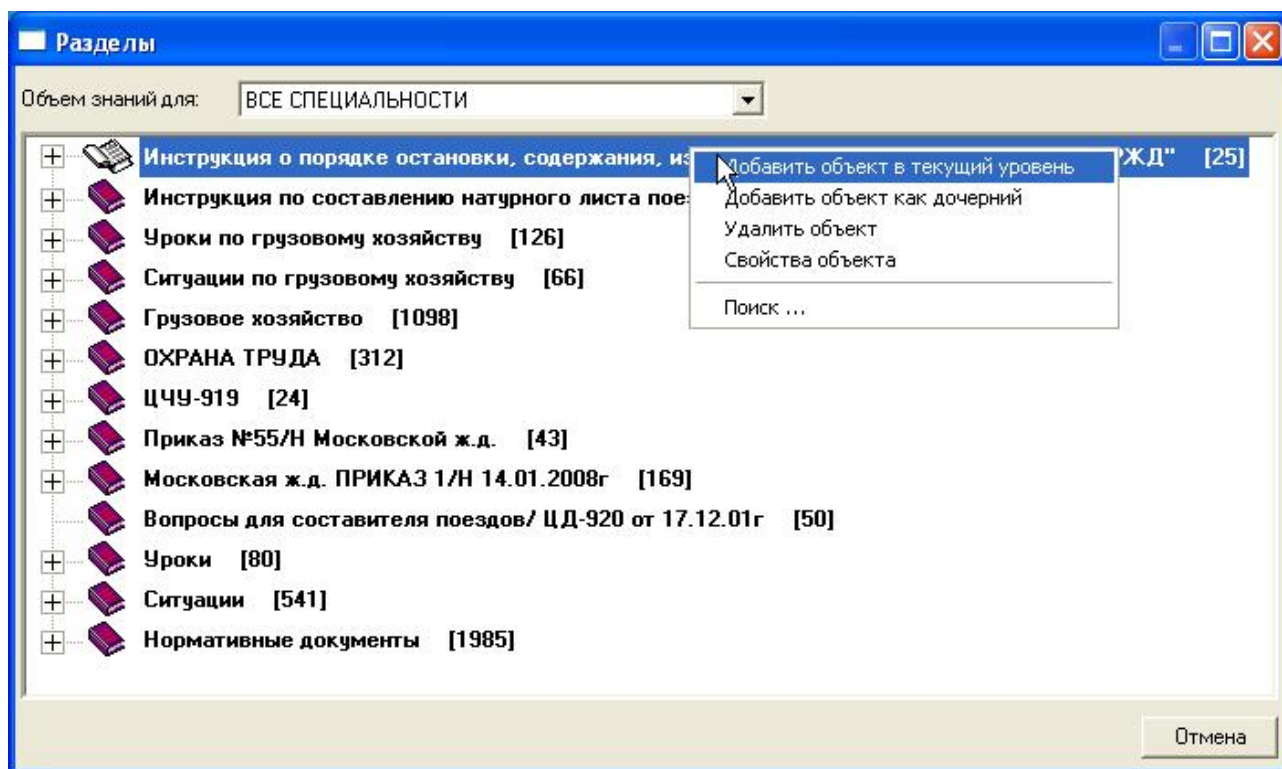 Разделы
Объем знаний для: ВСЕ СПЕЦИАЛЬНОСТИ
Инструкция о порядке остановки, содержания, РЖД" [25]
Инструкция по составлению натурного листа
Уроки по грузовому хозяйству [126]
Ситуации по грузовому хозяйству [66]
Грузовое хозяйство [1098]
ОХРАНА ТРУДА [312]
ЦЧУ-919 [24]
Приказ №55/Н Московской ж.д. [43]
Московская ж.д. ПРИКАЗ 1/Н 14.01.2008г [169]
Вопросы для составителя поездов/ ЦД-920 от 17.12.01г [50]
Уроки [80]
Ситуации [541]
Нормативные документы [1985]
Добавить объект в текущий уровень
Добавить объект как дочерний
Удалить объект
Свойства объекта
Поиск ...
Отмена